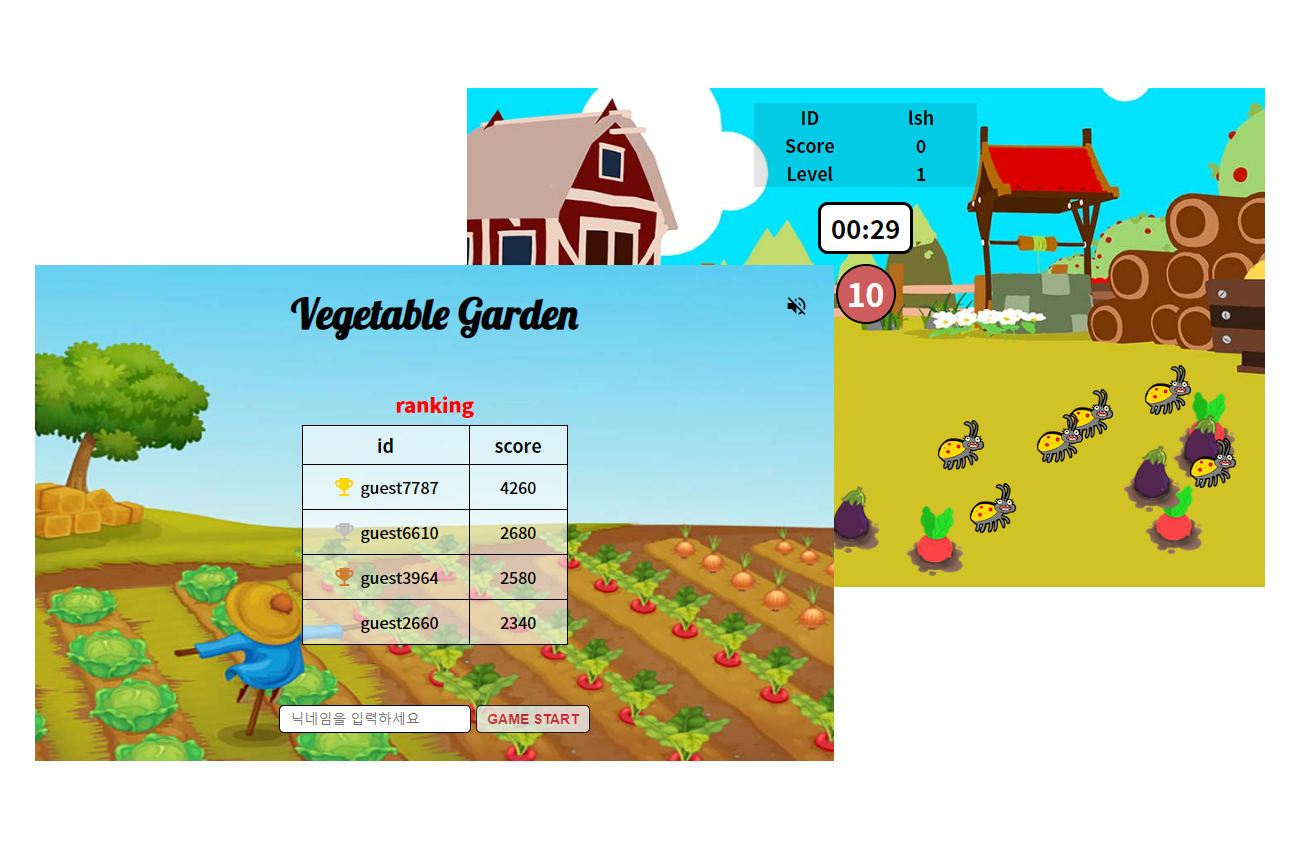 ID lsh
Score 0
Level 1
00:29
10
Vegetable Garden
ranking
id score
guest7787 4260
guest6610 2680
guest3964 2580
guest2660 2340
닉네임을 입력하세요 GAME START